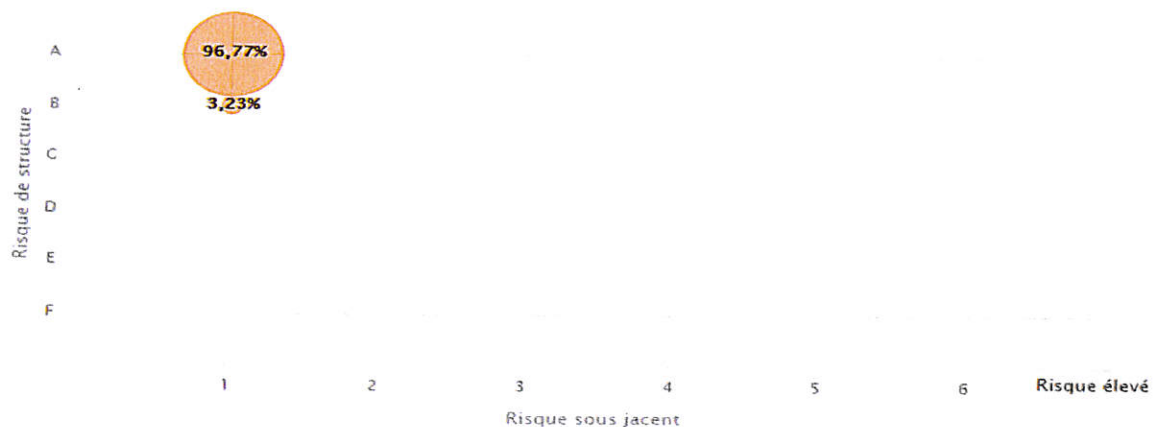 Risque de structure
A
96,77%
B
3,23%
C
D
E
F
1 2 3 4 5 6 Risque élevé
Risque sous jacent